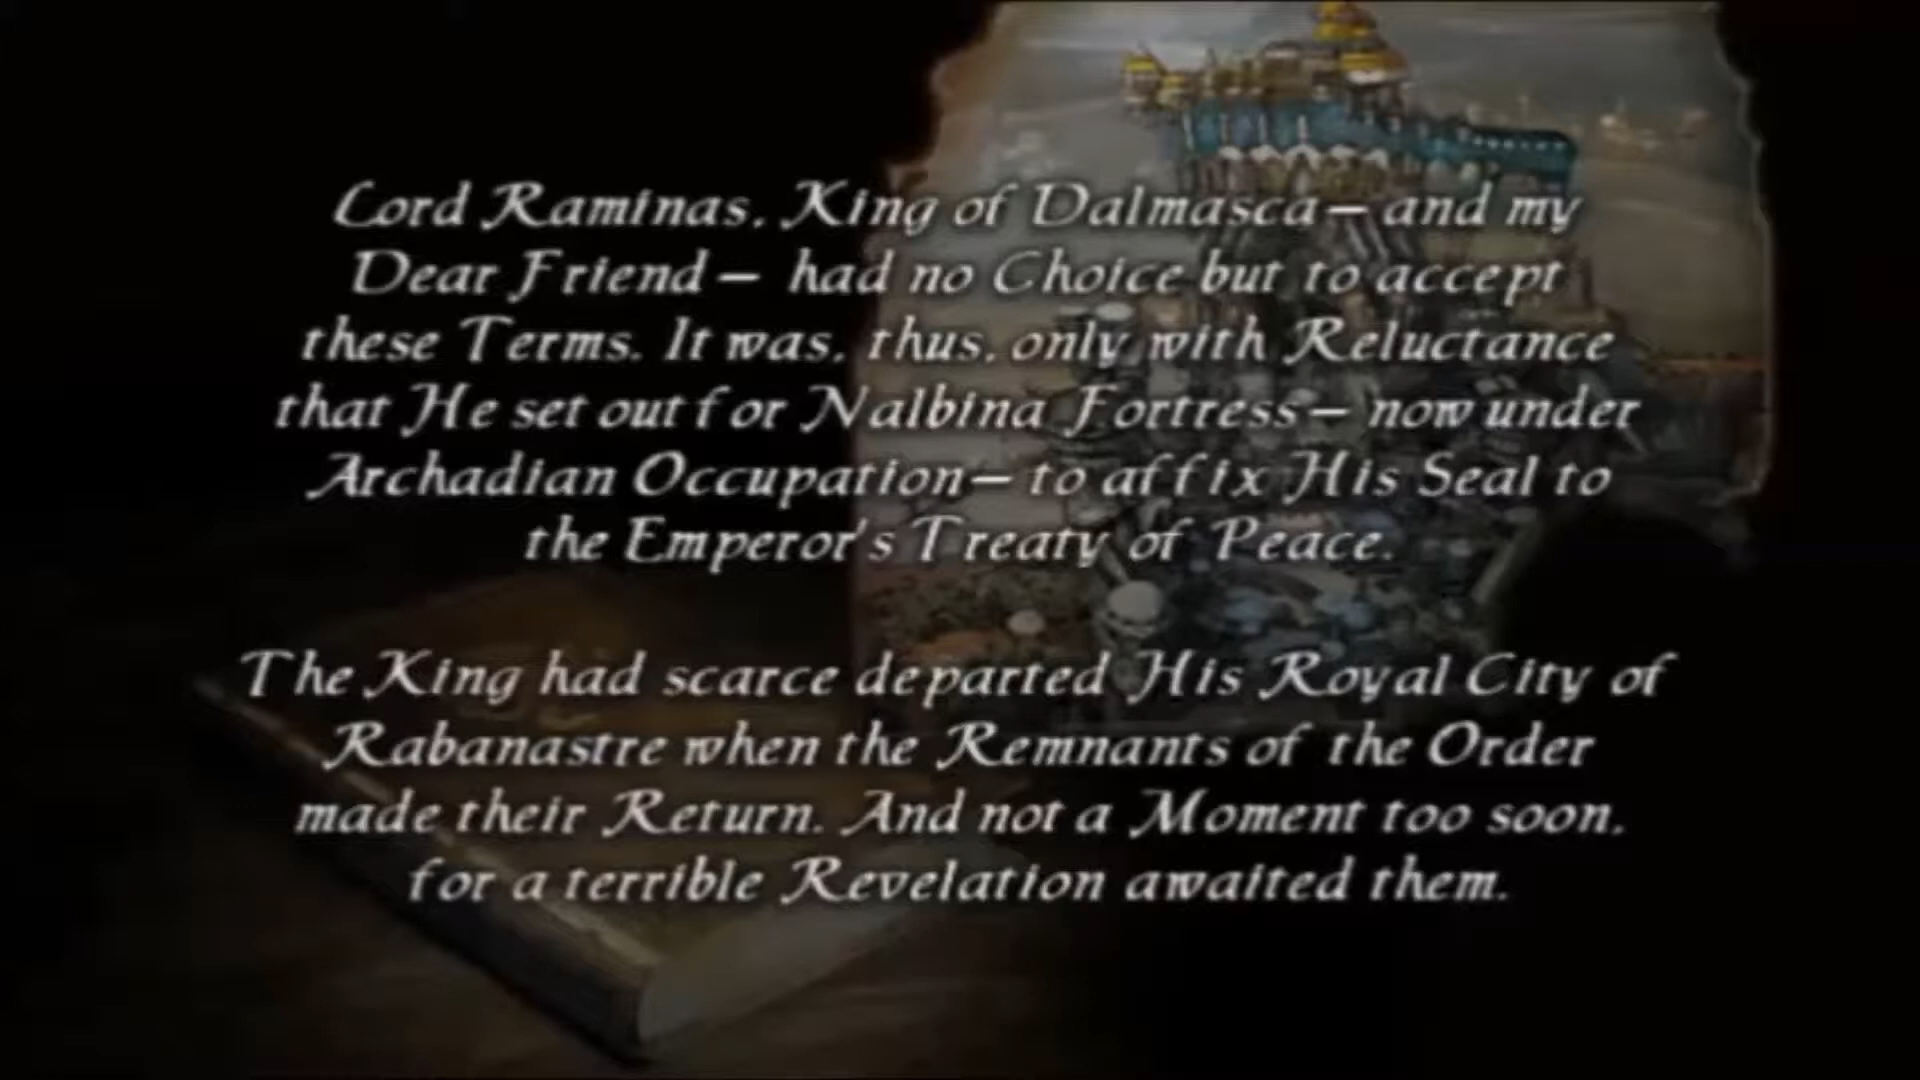 Lord Raminas, King of Dalmasca — and my
Dear Friend — had no Choice but to accept
these Terms. It was, thus, only with Reluctance
that He set out for Nalbina Fortress — now under
Archadian Occupation — to affix His Seal to
the Emperor's Treaty of Peace.
The King had scarce departed His Royal City of
Rabanastre when the Remnants of the Order
made their Return. And not a Moment too soon,
for a terrible Revelation awaited them.